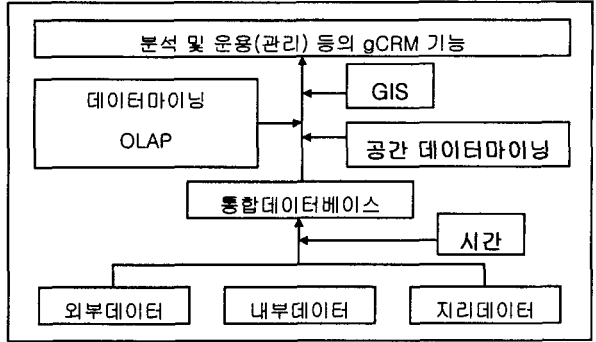 분석 및 운용(관리) 등의 gCRM 기능
데이터마이닝
OLAP
GIS
공간 데이터마이닝
통합데이터베이스
시간
외부데이터
내부데이터
지리데이터